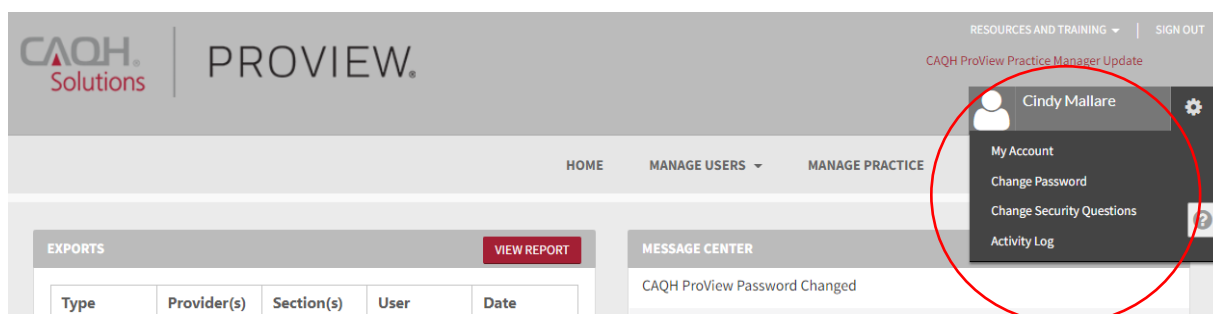 CAQH®
Solutions
PROVIEW®
RESOURCES AND TRAINING
SIGN OUT
CAQH ProView Practice Manager Update
Cindy Mallare
My Account
Change Password
Change Security Questions
Activity Log
HOME
MANAGE USERS
MANAGE PRACTICE
?
EXPORTS
VIEW REPORT
Type Provider(s) Section(s) User Date
MESSAGE CENTER
CAQH ProView Password Changed